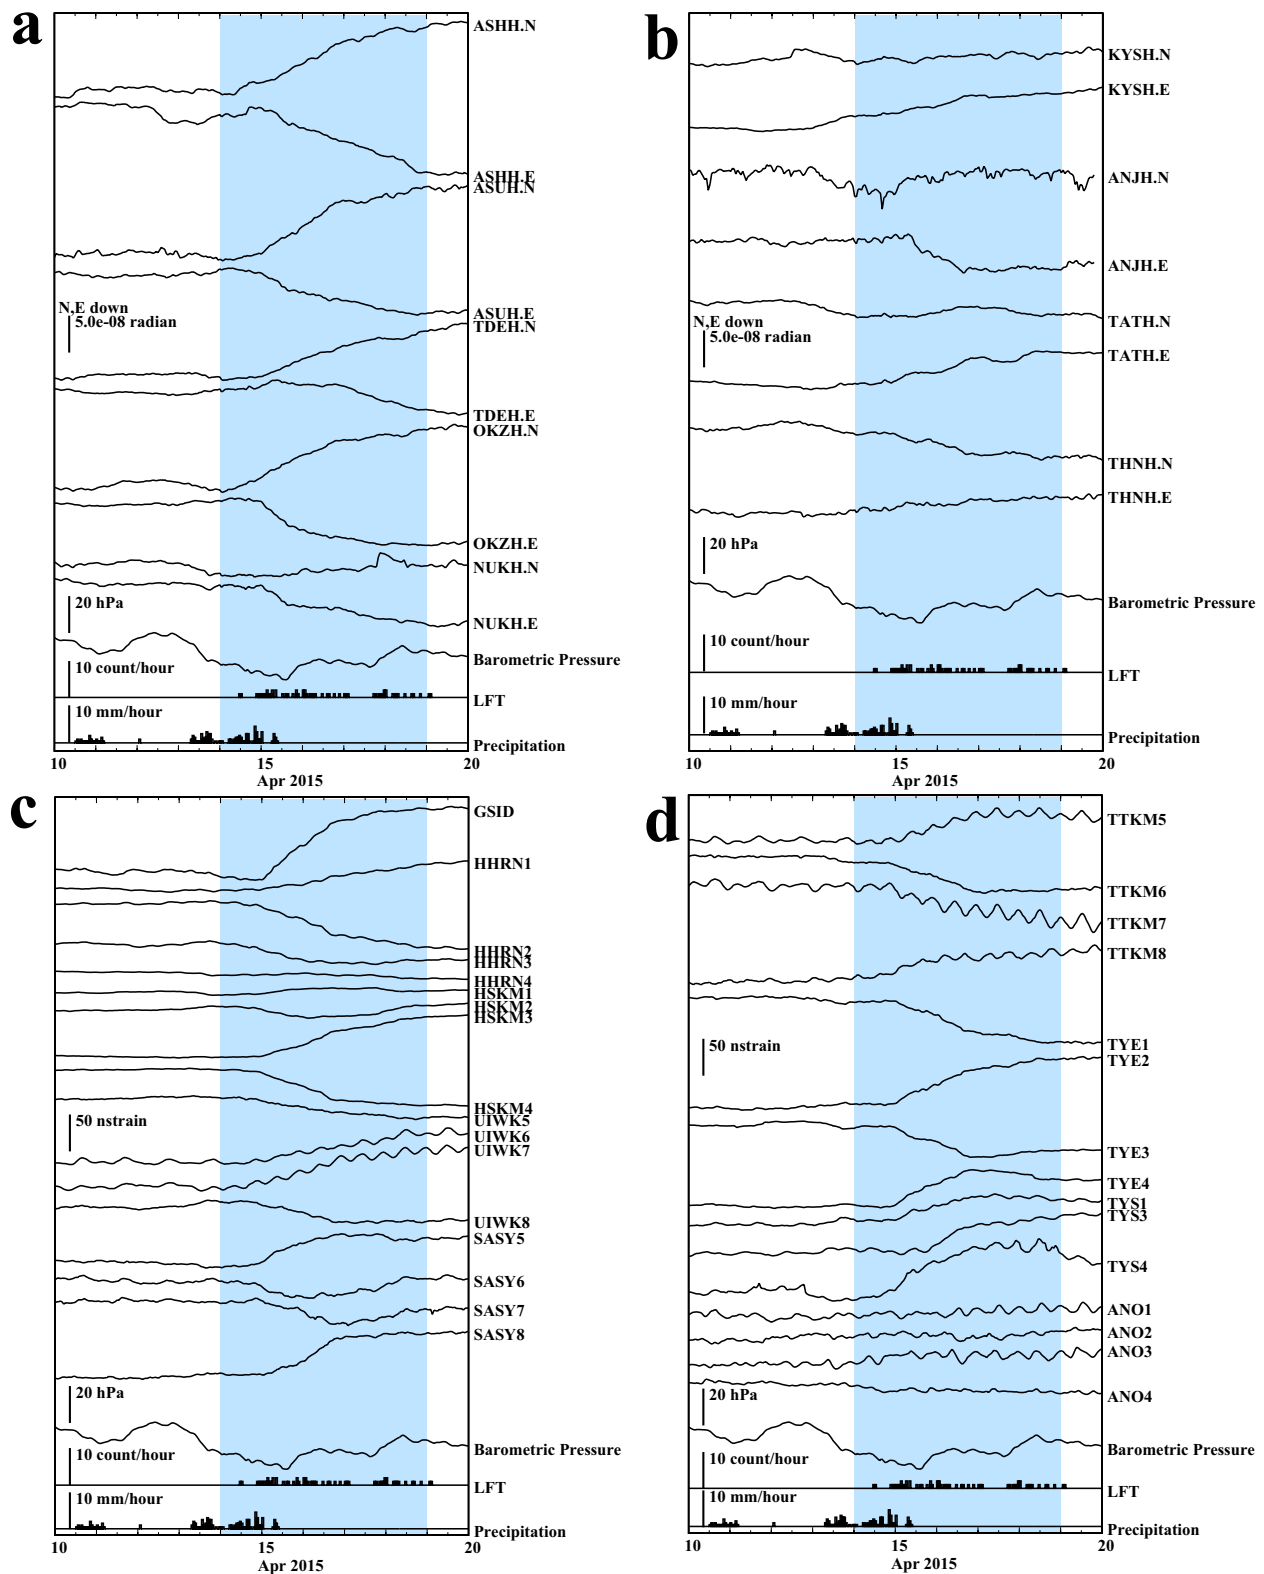 a
ASHH.N
ASHH.E
ASUH.N
N,E down
5.0e-08 radian
ASUH.E
TDEH.N
TDEH.E
OKZH.N
OKZH.E
NUKH.N
20 hPa
NUKH.E
Barometric Pressure
10 count/hour
LFT
10 mm/hour
Precipitation
10 15 20
Apr 2015
b
KYSH.N
KYSH.E
ANJH.N
ANJH.E
TATH.N
N,E down
5.0e-08 radian
TATH.E
THNH.N
THNH.E
20 hPa
Barometric Pressure
10 count/hour
LFT
10 mm/hour
Precipitation
10 15 20
Apr 2015
c
GSID
HHRN1
HHRN2
HHRN3
HHRN4
HSKM1
HSKM2
HSKM3
HSKM4
50 nstrain
UIWK5
UIWK6
UIWK7
UIWK8
SASY5
SASY6
SASY7
SASY8
20 hPa
Barometric Pressure
10 count/hour
LFT
10 mm/hour
Precipitation
10 15 20
Apr 2015
d
TTKM5
TTKM6
TTKM7
TTKM8
50 nstrain
TYE1
TYE2
TYE3
TYE4
TYS1
TYS3
TYS4
ANO1
ANO2
ANO3
20 hPa
ANO4
Barometric Pressure
10 count/hour
LFT
10 mm/hour
Precipitation
10 15 20
Apr 2015